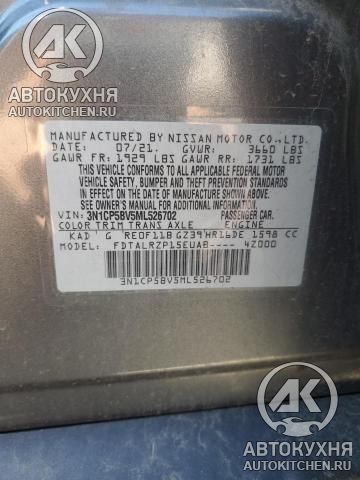 АК
АВТОКУХНЯ
AUTOKITCHEN.RU
MANUFACTURED BY NISSAN MOTOR CO., LTD.
DATE: 07/21. GVWR: 3660 LBS
GAWR FR: 1929 LBS GAWR RR: 1731 LBS
THIS VEHICLE CONFORMS TO ALL APPLICABLE FEDERAL MOTOR
VEHICLE SAFETY, BUMPER, AND THEFT PREVENTION STANDARDS
IN EFFECT ON THE DATE OF MANUFACTURE SHOWN ABOVE.
SEE OWNER'S MANUAL FOR ADDITIONAL INFORMATION.
VIN: 3N1CP5BV5ML526702 PASSENGER CAR.
COLOR TRIM TRANS AXLE ENGINE
KAD G RE0F11B GZ39 HR16DE 1598 CC
MODEL: FDTALRZP15EUAB---- 4Z000
3N1CP5BV5ML526702
АК
АВТОКУХНЯ
AUTOKITCHEN.RU